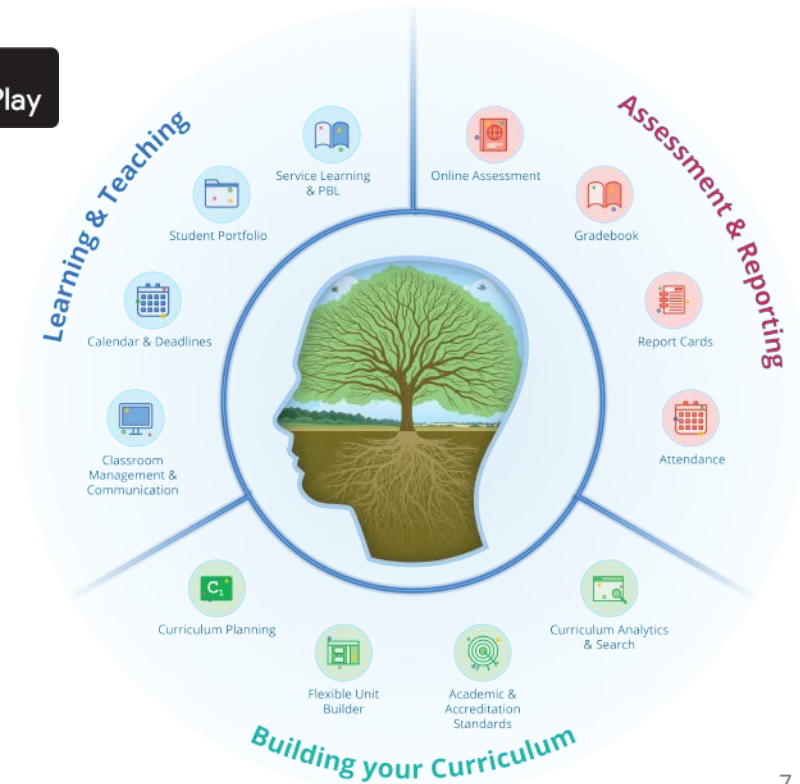 Play
Learning & Teaching
Service Learning
& PBL
Student Portfolio
Calendar & Deadlines
Classroom
Management &
Communication
Assessment & Reporting
Online Assessment
Gradebook
Report Cards
Attendance
Curriculum Planning
C1
Flexible Unit
Builder
Academic &
Accreditation
Standards
Curriculum Analytics
& Search
Building your Curriculum
7